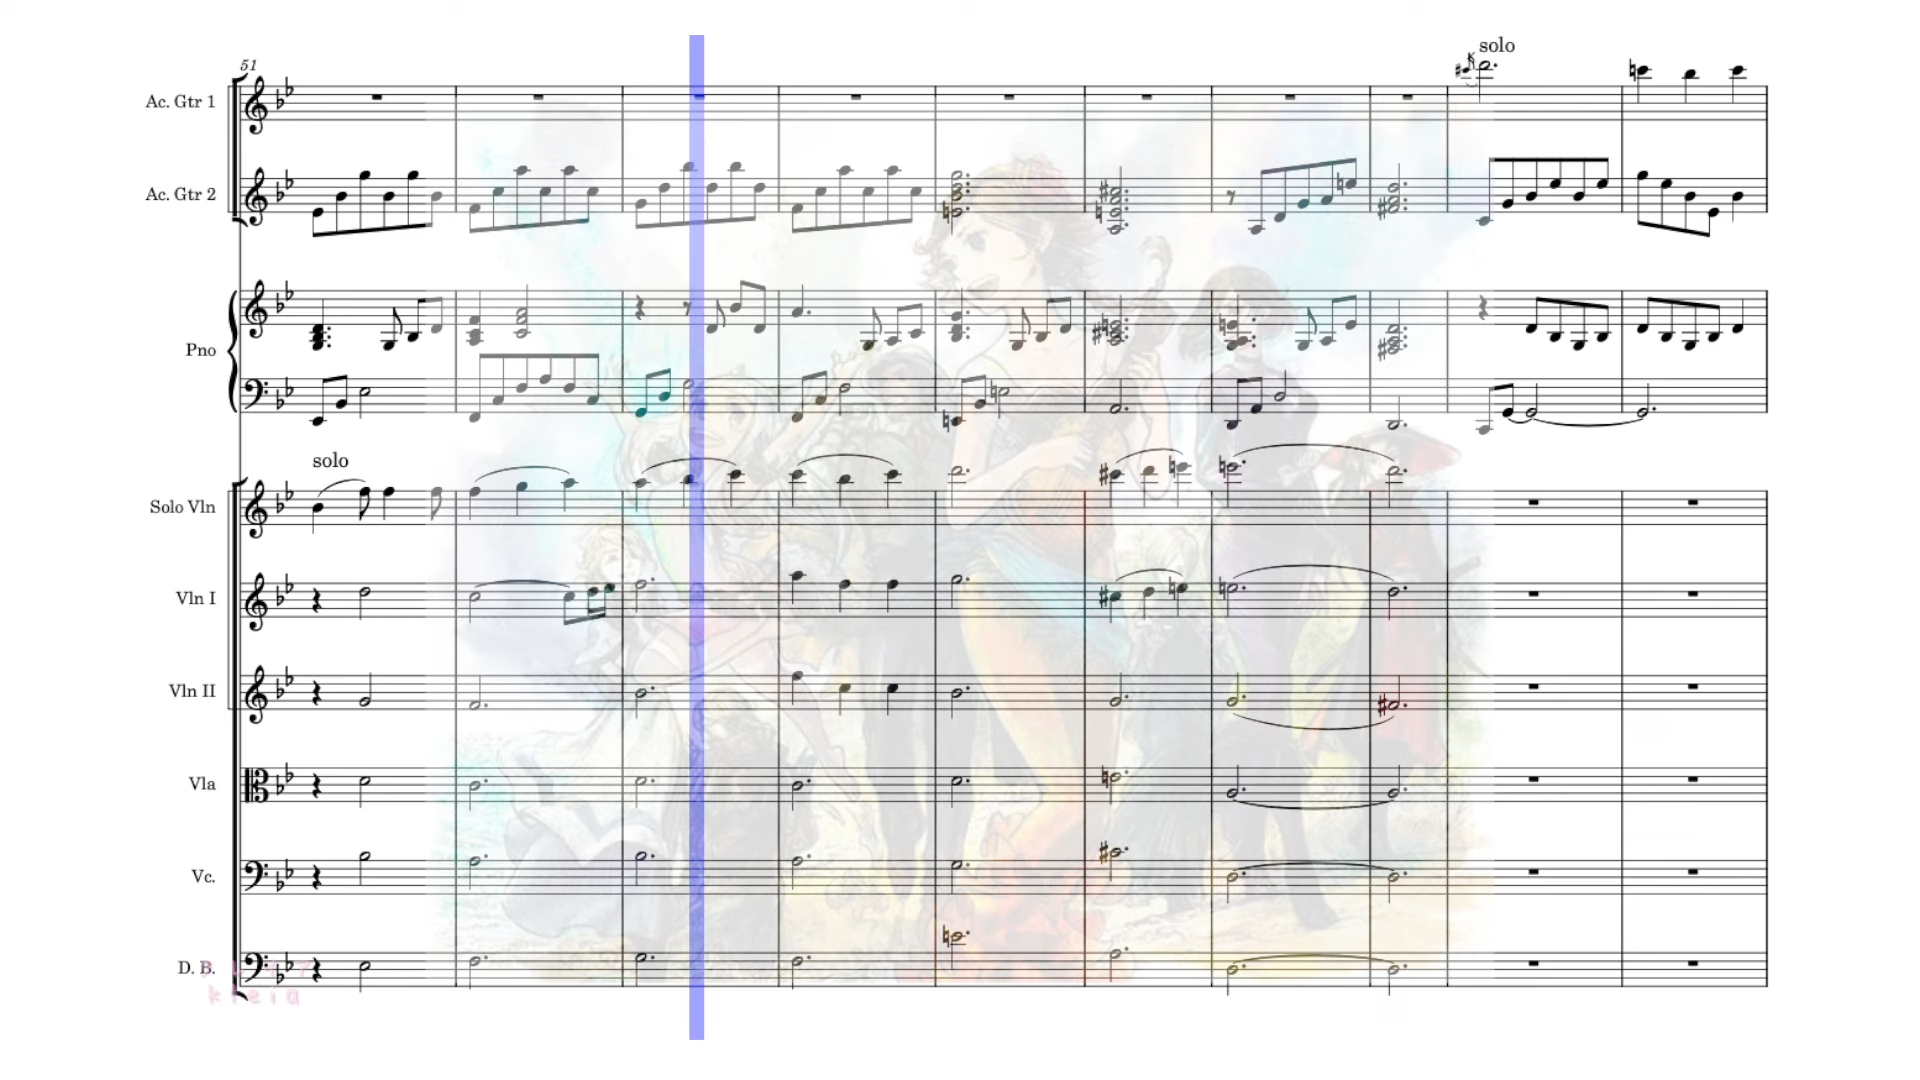 solo
51
Ac. Gtr 1
Ac. Gtr 2
Pno
solo
Solo Vln
Vln I
Vln II
Vla
Vc.
D. B.